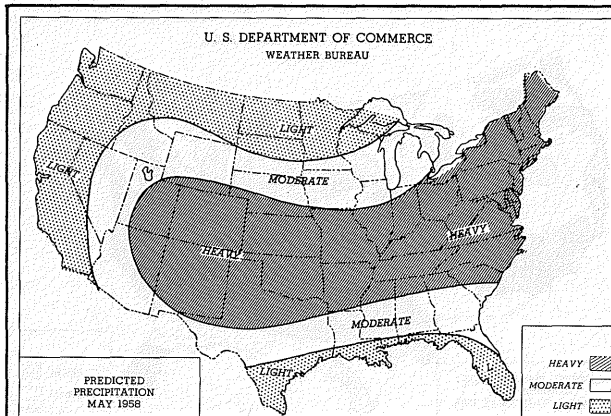 U. S. DEPARTMENT OF COMMERCE
WEATHER BUREAU
LIGHT
LIGHT
MODERATE
HEAVY
HEAVY
MODERATE
LIGHT
PREDICTED
PRECIPITATION
MAY 1958
HEAVY
MODERATE
LIGHT